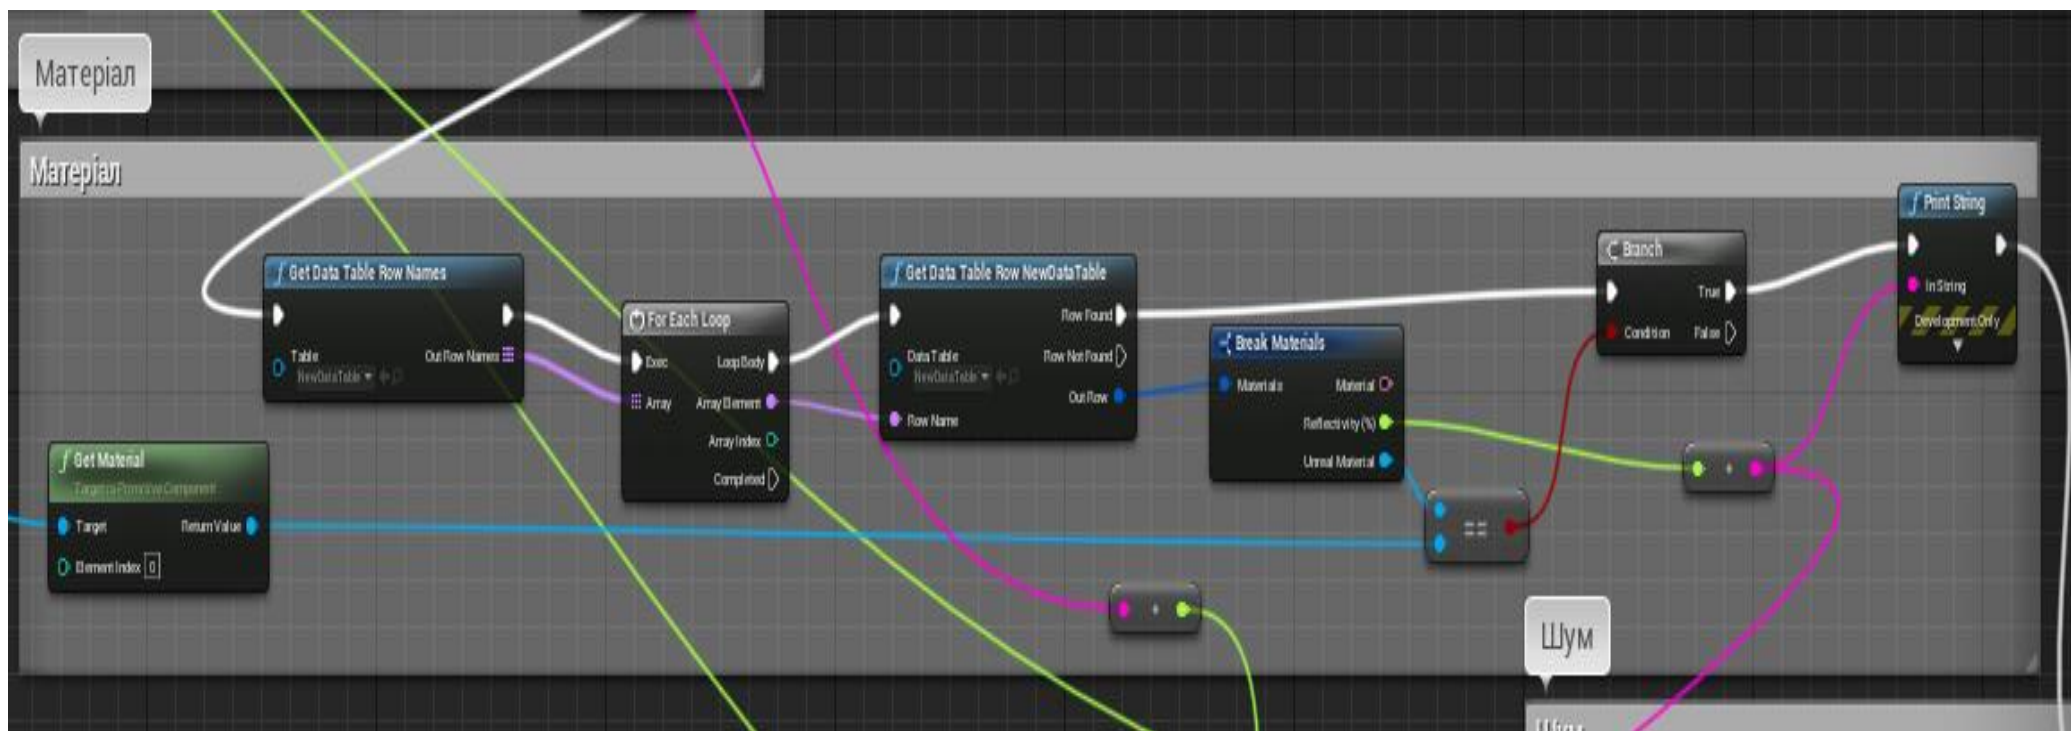 Матеріал
Матеріал
Get Data Table Row Names
Table
NewDataTable
Out Row Names
For Each Loop
Exec
Loop Body
Array
Array Element
Array Index
Completed
Get Data Table Row NewDataTable
Row Found
Data Table
NewDataTable
Row Not Found
Out Row
Row Name
Break Materials
Materials
Material
Reflectivity (%)
Unreal Material
Branch
True
Condition
False
Print String
In String
Development Only
Get Material
Target is Primitive Component
Target
Return Value
Element Index 0
==
Шум
Шум